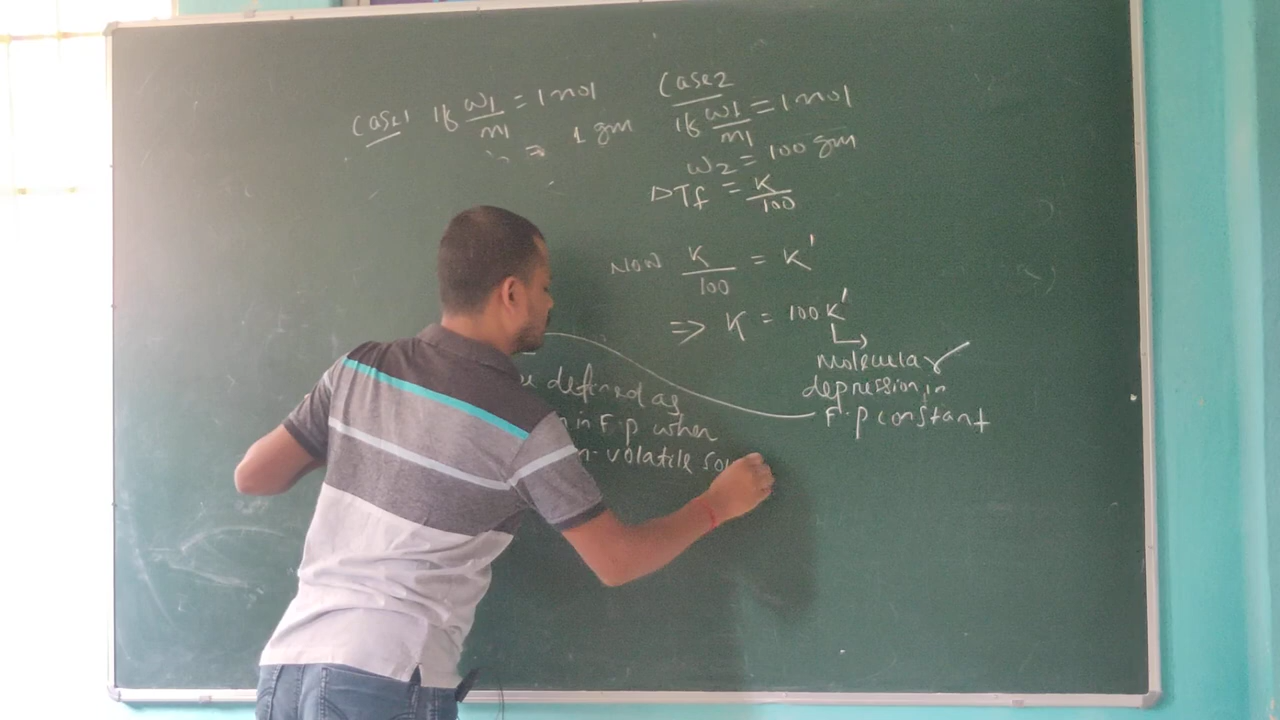 Case1 If w1/m1 = 1 mol
= 1 gm
Case2
If w1/m1 = 1 mol
w2 = 100 gm
ΔTf = K/100
Now K/100 = K'
=> K = 100K'
Molecular
depression in
F.p constant
defined as
in F.p when
n-volatile